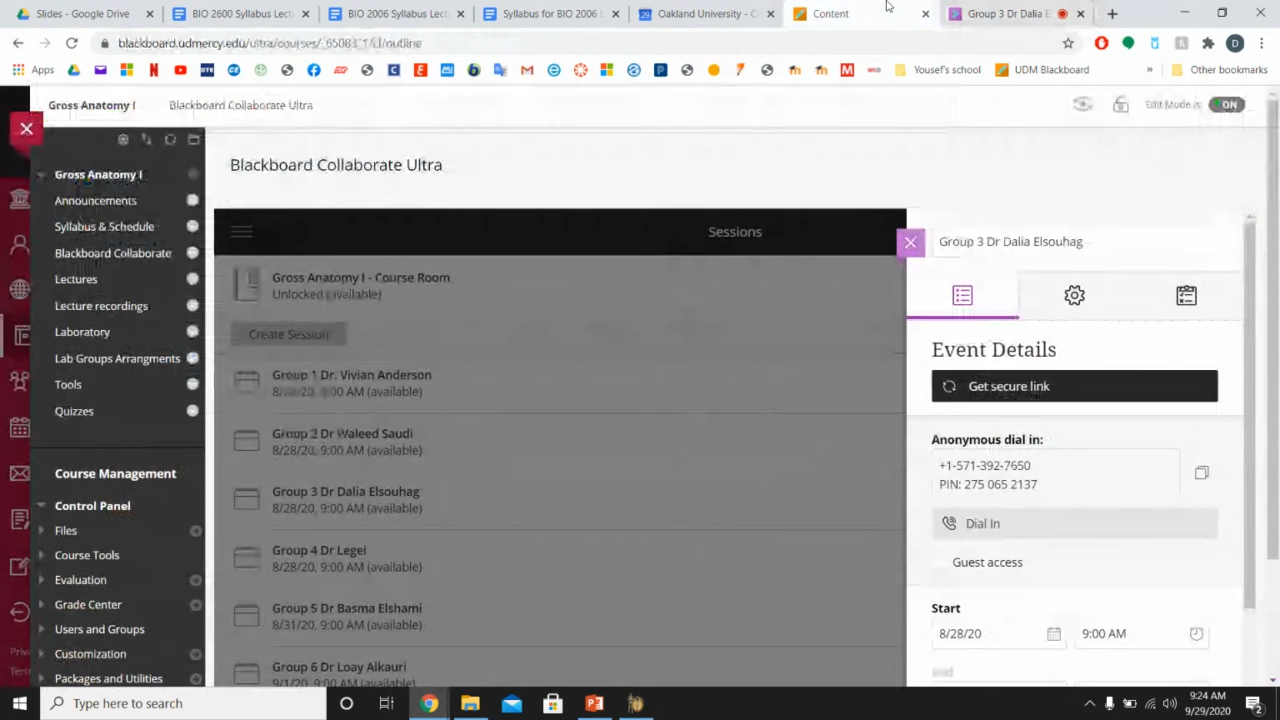 Slides - Google Drive
BIO 2600 Syllabus Lect
BIO 2006 Syllabus Lect
Syllabus for BIO 2006 L
Oakland University - C
Content
Group 3 Dr Dalia E
Apps
Yousef's school
UDM Blackboard
»
Other bookmarks
Gross Anatomy I
Blackboard Collaborate Ultra
Edit Mode is:
ON
Gross Anatomy I
Announcements
Syllabus & Schedule
Blackboard Collaborate
Lectures
Lecture recordings
Laboratory
Lab Groups Arrangments
Tools
Quizzes
Course Management
Control Panel
Files
Course Tools
Evaluation
Grade Center
Users and Groups
Customization
Packages and Utilities
Blackboard Collaborate Ultra
Sessions
Gross Anatomy I - Course Room
Unlocked (available)
Create Session
Group 1 Dr. Vivian Anderson
8/28/20, 9:00 AM (available)
Group 2 Dr Waleed Saudi
8/28/20, 9:00 AM (available)
Group 3 Dr Dalia Elsouhag
8/28/20, 9:00 AM (available)
Group 4 Dr Legel
8/28/20, 9:00 AM (available)
Group 5 Dr Basma Elshami
8/31/20, 9:00 AM (available)
Group 6 Dr Loay Alkauri
9/1/20, 9:00 AM (available)
Group 3 Dr Dalia Elsouhag
Event Details
Get secure link
Anonymous dial in:
+1-571-392-7650
PIN: 275 065 2137
Dial In
Guest access
Start
8/28/20
9:00 AM
Type here to search
9:24 AM
9/29/2020
2